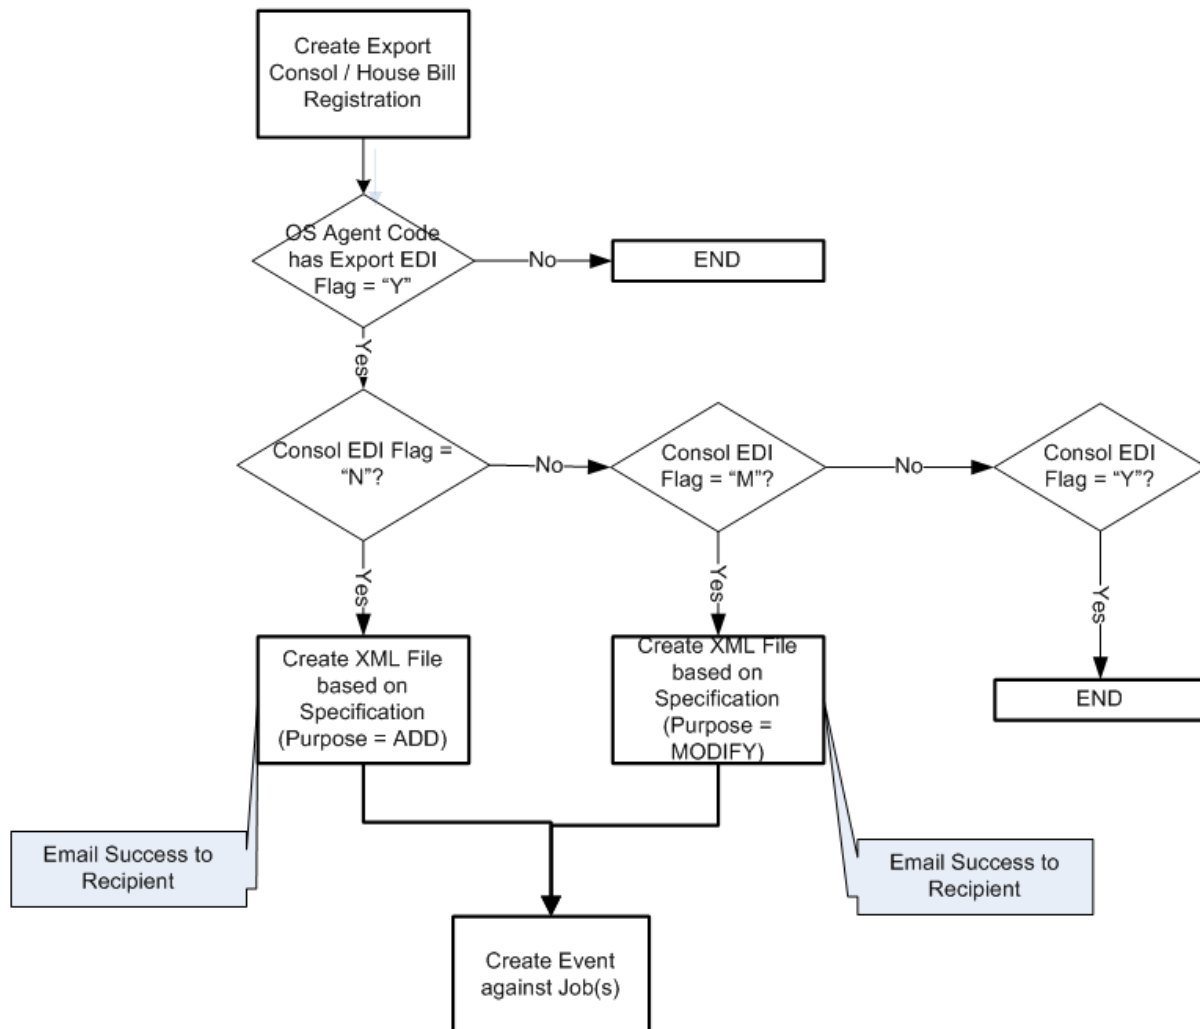 Create Export
Consol / House Bill
Registration
OS Agent Code
has Export EDI
Flag = “Y”
No
END
Yes
Consol EDI Flag =
“N”?
No
Consol EDI
Flag = “M”?
No
Consol EDI
Flag = “Y”?
Yes
Yes
Yes
Create XML File
based on
Specification
(Purpose = ADD)
Create XML File
based on
Specification
(Purpose =
MODIFY)
END
Email Success to
Recipient
Email Success to
Recipient
Create Event
against Job(s)